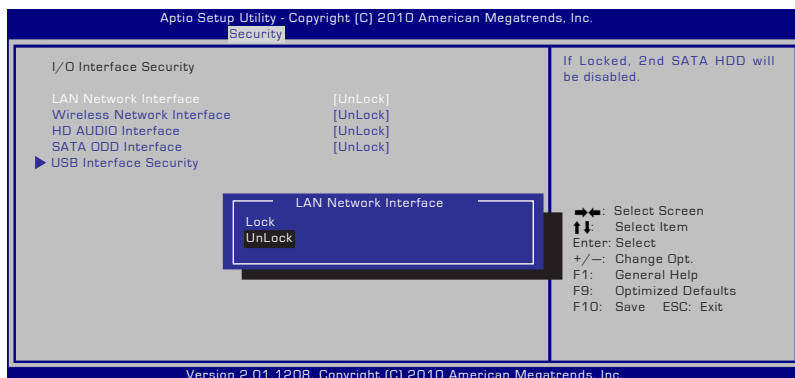 Aptio Setup Utility - Copyright (C) 2010 American Megatrends, Inc.
Security
I/O Interface Security
LAN Network Interface [UnLock]
Wireless Network Interface [UnLock]
HD AUDIO Interface [UnLock]
SATA ODD Interface [UnLock]
USB Interface Security
If Locked, 2nd SATA HDD will
be disabled.
LAN Network Interface
Lock
UnLock
→←: Select Screen
↑↓: Select Item
Enter: Select
+/—: Change Opt.
F1: General Help
F9: Optimized Defaults
F10: Save ESC: Exit
Version 2.01.1208. Copyright (C) 2010 American Megatrends, Inc.